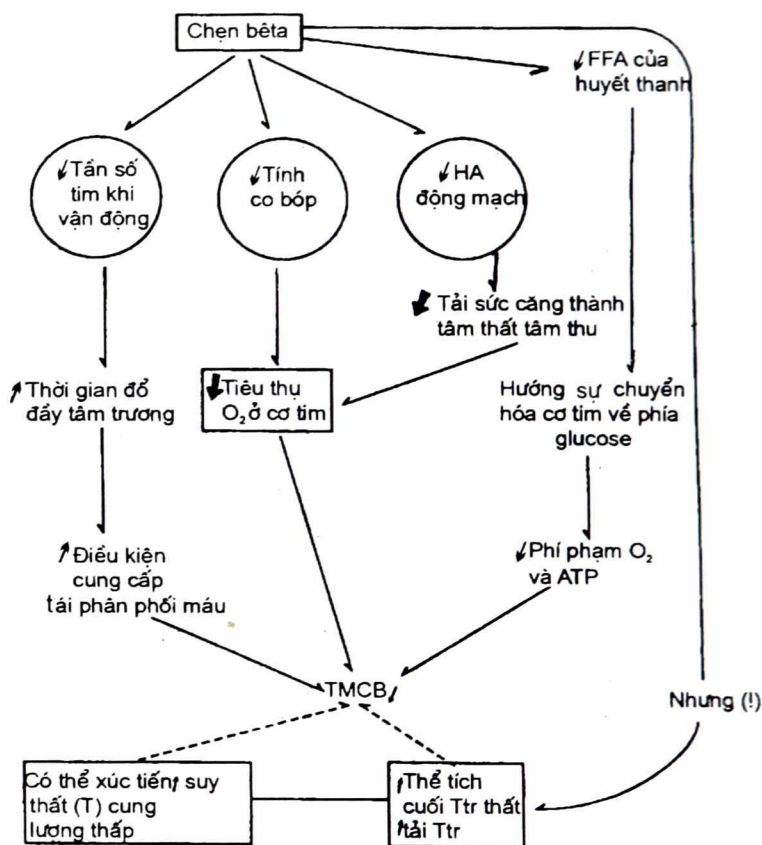 Chẹn bêta
↓FFA của
huyết thanh
↓Tần số
tim khi
vận động
↓Tính
co bóp
↓HA
động mạch
↓Tải sức căng thành
tâm thất tâm thu
↑Thời gian đổ
đầy tâm trương
↓Tiêu thụ
O₂ ở cơ tim
Hướng sự chuyển
hóa cơ tim về phía
glucose
↑Điều kiện
cung cấp
tái phân phối máu
↓Phí phạm O₂
và ATP
TMCB↓
Nhưng (!)
Có thể xúc tiến↑ suy
thất (T) cung
lượng thấp
↑Thể tích
cuối Ttr thất
↑tải Ttr